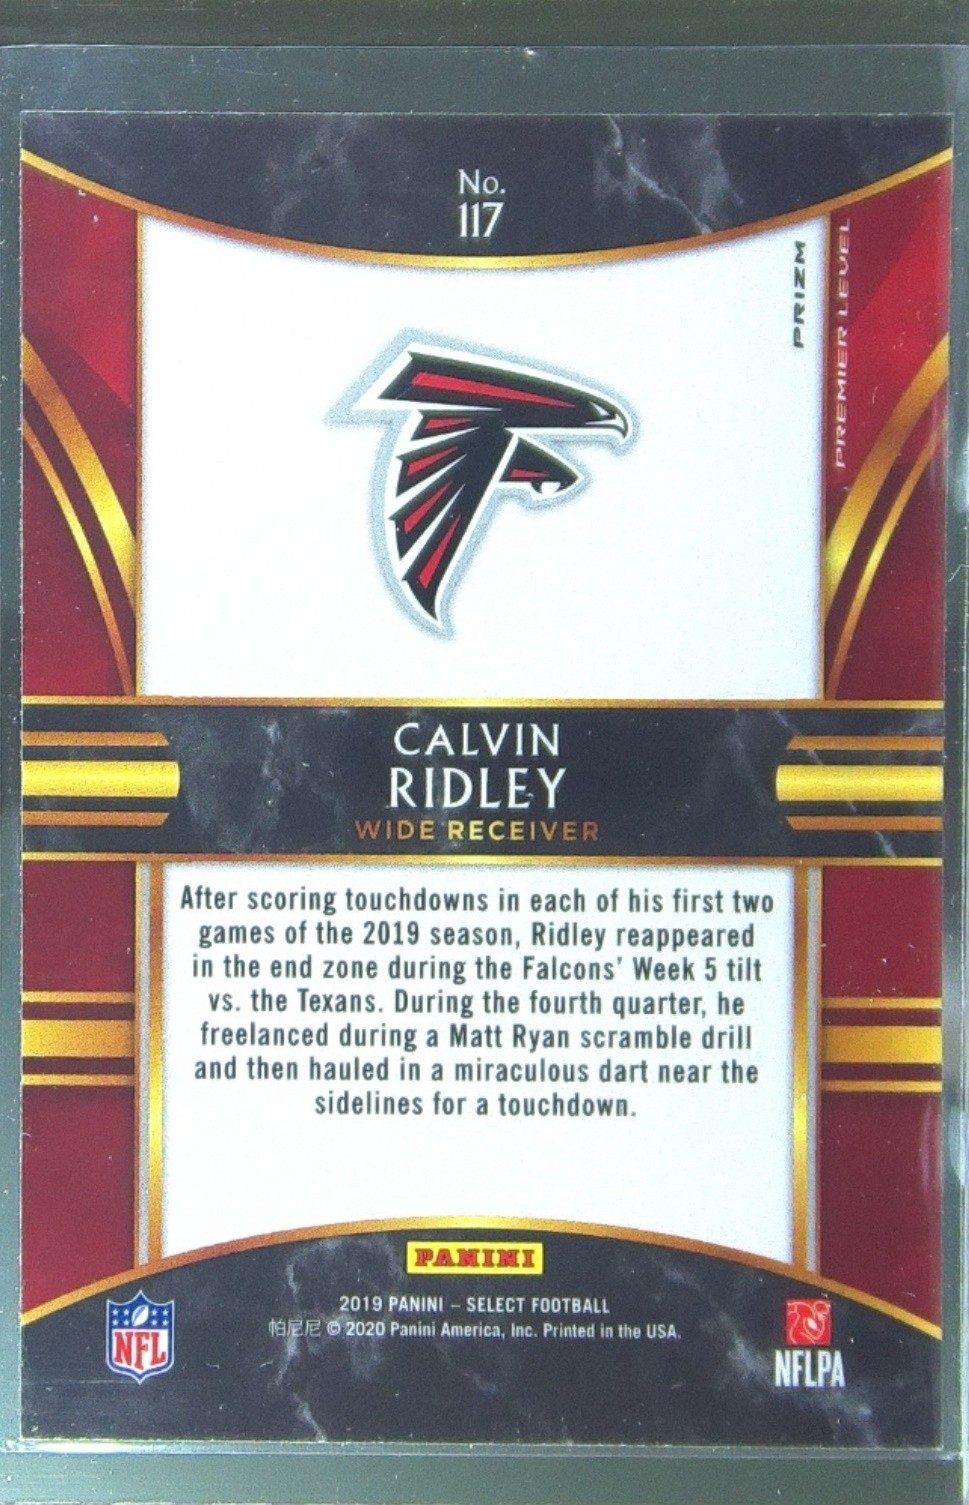 No.
117
PRIZM
PREMIER LEVEL
CALVIN
RIDLEY
WIDE RECEIVER
After scoring touchdowns in each of his first two
games of the 2019 season, Ridley reappeared
in the end zone during the Falcons' Week 5 tilt
vs. the Texans. During the fourth quarter, he
freelanced during a Matt Ryan scramble drill
and then hauled in a miraculous dart near the
sidelines for a touchdown.
PANINI
2019 PANINI – SELECT FOOTBALL
帕尼尼 © 2020 Panini America, Inc. Printed in the USA.
NFL
NFLPA